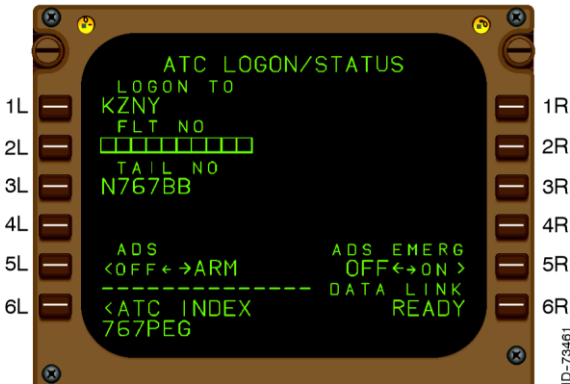 ATC LOGON/STATUS
LOGON TO
1L KZNY 1R
FLT NO
2L 2R
TAIL NO
3L N767BB 3R
4L 4R
ADS ADS EMERG
5L <OFF←→ARM OFF←→ON> 5R
-------------- DATA LINK
6L <ATC INDEX READY 6R
767PEG
ID-73461